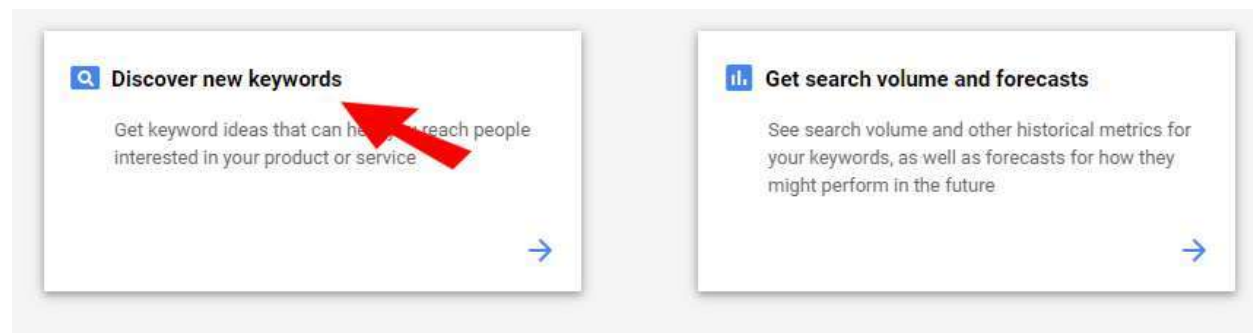 Discover new keywords
Get keyword ideas that can reach people
interested in your product or service
Get search volume and forecasts
See search volume and other historical metrics for
your keywords, as well as forecasts for how they
might perform in the future